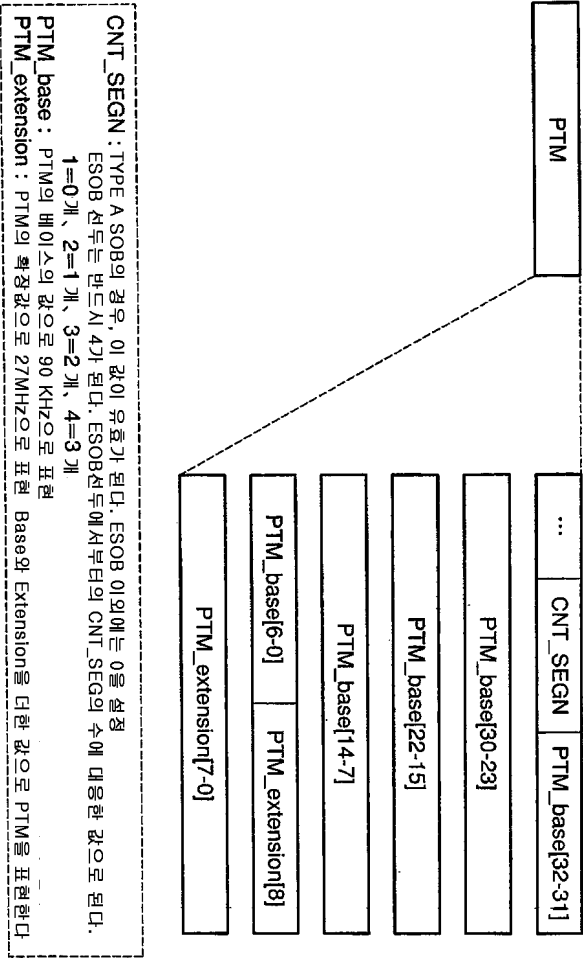 PTM
... CNT_SEGN PTM_base[32-31]
PTM_base[30-23]
PTM_base[22-15]
PTM_base[14-7]
PTM_base[6-0] PTM_extension[8]
PTM_extension[7-0]
CNT_SEGN : TYPE A SOB의 경우, 이 값이 유효가 된다. ESOB 이외에는 0을 설정
ESOB 선두는 반드시 4가 된다. ESOB선두에서부터의 CNT_SEG의 수에 대응한 값으로 된다.
1=0개、2=1개、3=2개、4=3개
PTM_base : PTM의 베이스의 값으로 90 KHz으로 표현
PTM_extension : PTM의 확장값으로 27MHz으로 표현 Base와 Extension을 더한 값으로 PTM을 표현한다